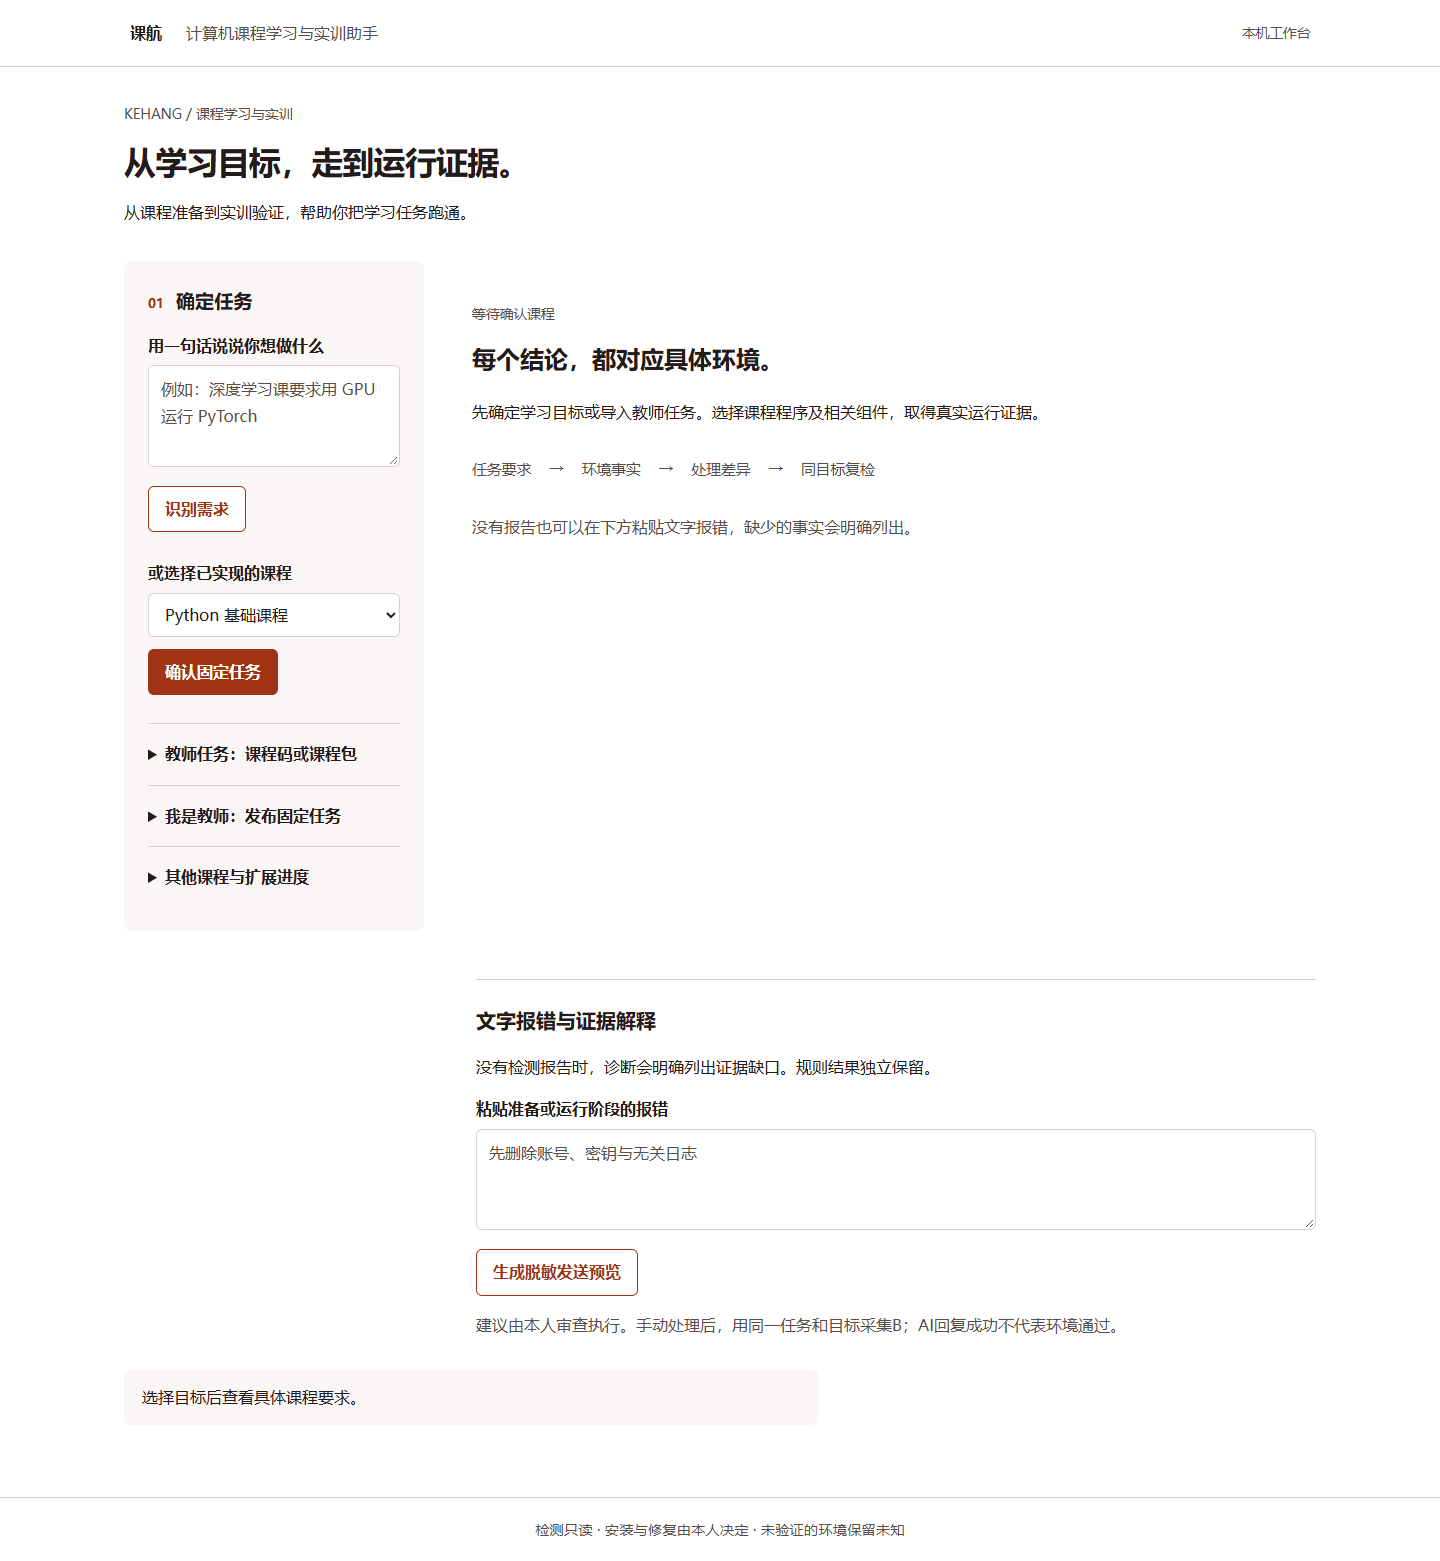 课航 计算机课程学习与实训助手 本机工作台
KEHANG / 课程学习与实训
从学习目标，走到运行证据。
从课程准备到实训验证，帮助你把学习任务跑通。
01 确定任务
用一句话说说你想做什么
例如：深度学习课要求用 GPU
运行 PyTorch
识别需求
或选择已实现的课程
Python 基础课程
确认固定任务
教师任务：课程码或课程包
我是教师：发布固定任务
其他课程与扩展进度
等待确认课程
每个结论，都对应具体环境。
先确定学习目标或导入教师任务。选择课程程序及相关组件，取得真实运行证据。
任务要求 → 环境事实 → 处理差异 → 同目标复检
没有报告也可以在下方粘贴文字报错，缺少的事实会明确列出。
文字报错与证据解释
没有检测报告时，诊断会明确列出证据缺口。规则结果独立保留。
粘贴准备或运行阶段的报错
先删除账号、密钥与无关日志
生成脱敏发送预览
建议由本人审查执行。手动处理后，用同一任务和目标采集B；AI回复成功不代表环境通过。
选择目标后查看具体课程要求。
检测只读 · 安装与修复由本人决定 · 未验证的环境保留未知